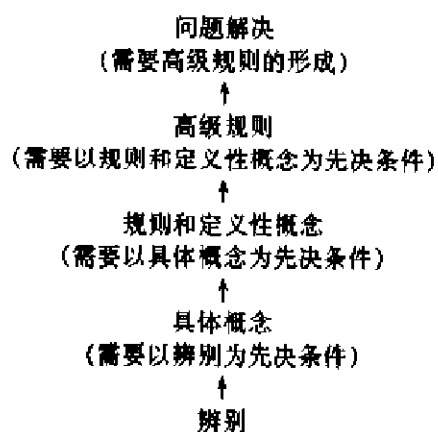 问题解决
(需要高级规则的形成)
高级规则
(需要以规则和定义性概念为先决条件)
规则和定义性概念
(需要以具体概念为先决条件)
具体概念
(需要以辨别为先决条件)
辨别